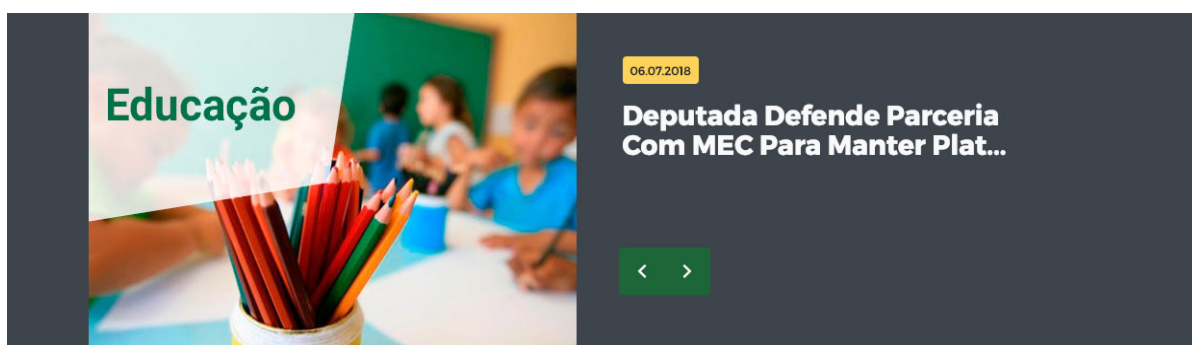 Educação
06.07.2018
Deputada Defende Parceria
Com MEC Para Manter Plat...